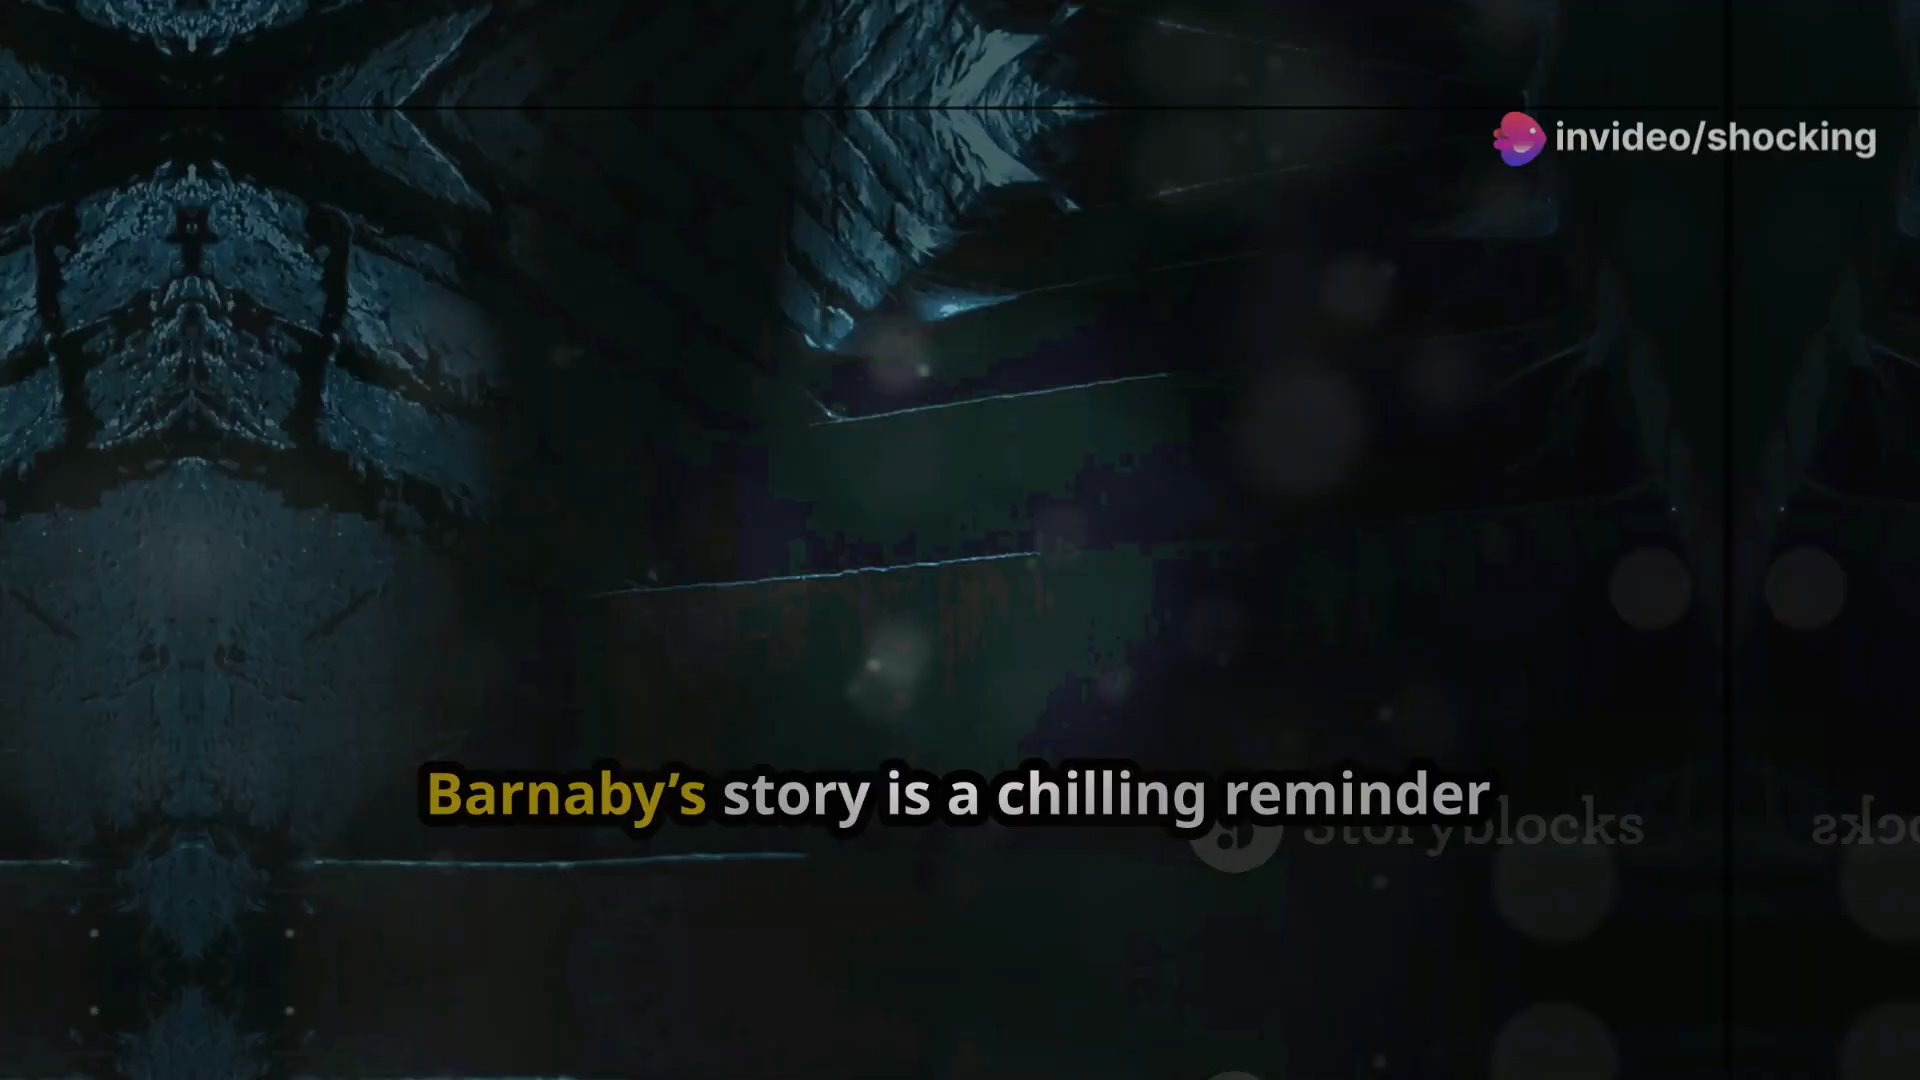 invideo/shocking
Barnaby’s story is a chilling reminder
Storyblocks